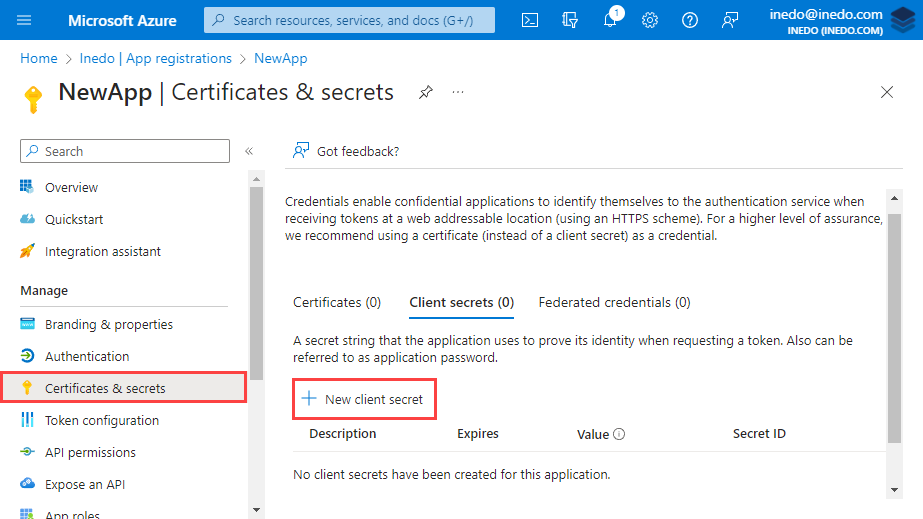 Microsoft Azure
Search resources, services, and docs (G+/)
1
inedo@inedo.com
INEDO (INEDO.COM)
Home > Inedo | App registrations > NewApp
NewApp | Certificates & secrets
...
Search
«
Got feedback?
Overview
Quickstart
Integration assistant
Manage
Branding & properties
Authentication
Certificates & secrets
Token configuration
API permissions
Expose an API
App roles
Credentials enable confidential applications to identify themselves to the authentication service when
receiving tokens at a web addressable location (using an HTTPS scheme). For a higher level of assurance,
we recommend using a certificate (instead of a client secret) as a credential.
Certificates (0)
Client secrets (0)
Federated credentials (0)
A secret string that the application uses to prove its identity when requesting a token. Also can be
referred to as application password.
New client secret
Description
Expires
Value
Secret ID
No client secrets have been created for this application.